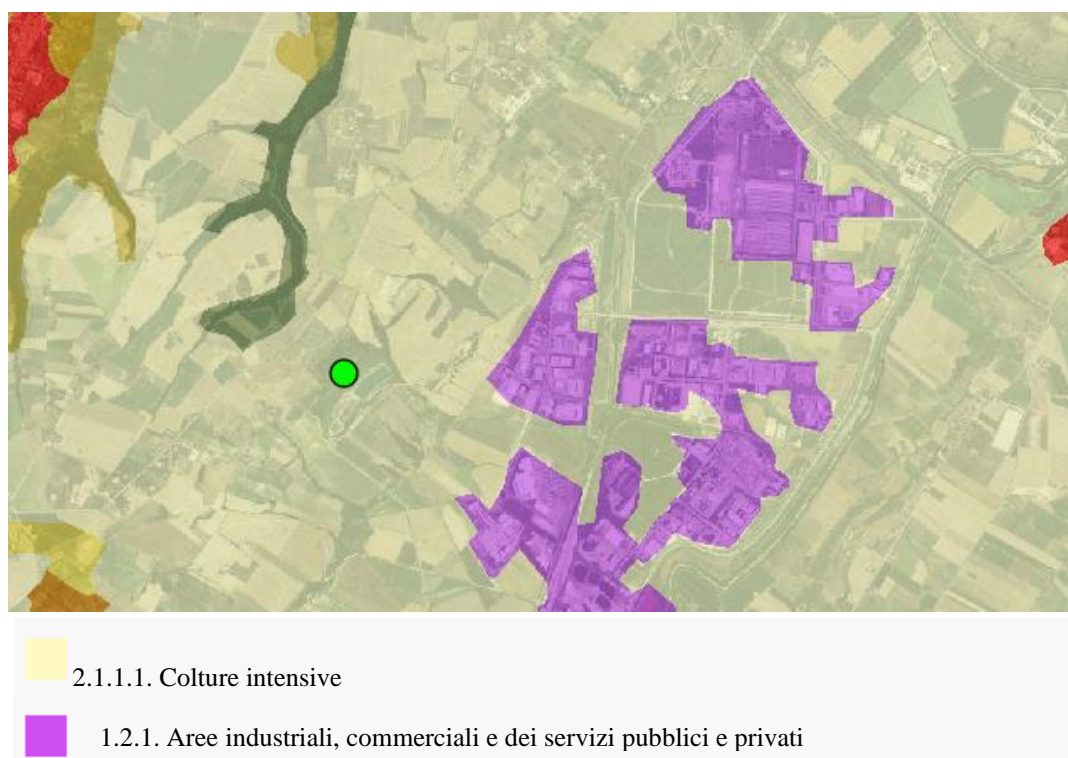 2.1.1.1. Colture intensive
1.2.1. Aree industriali, commerciali e dei servizi pubblici e privati